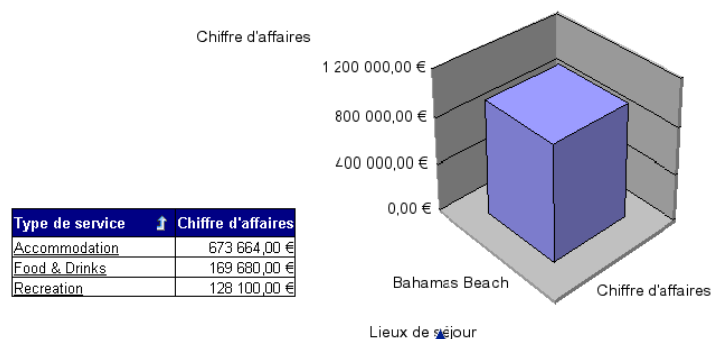 Chiffre d'affaires
1 200 000,00 €
800 000,00 €
400 000,00 €
0,00 €
Type de service Chiffre d'affaires
Accommodation 673 664,00 €
Food & Drinks 169 680,00 €
Recreation 128 100,00 €
Bahamas Beach
Chiffre d'affaires
Lieux de séjour